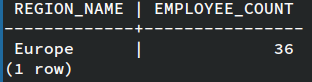 REGION_NAME | EMPLOYEE_COUNT
-------------+----------------
Europe      |             36
(1 row)